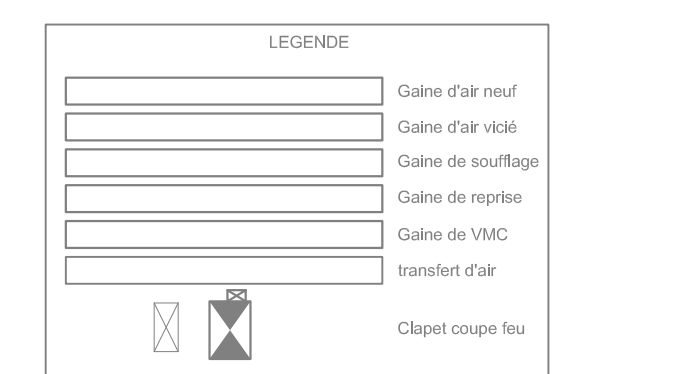 LEGENDE
Gaine d'air neuf
Gaine d'air vicié
Gaine de soufflage
Gaine de reprise
Gaine de VMC
transfert d'air
Clapet coupe feu